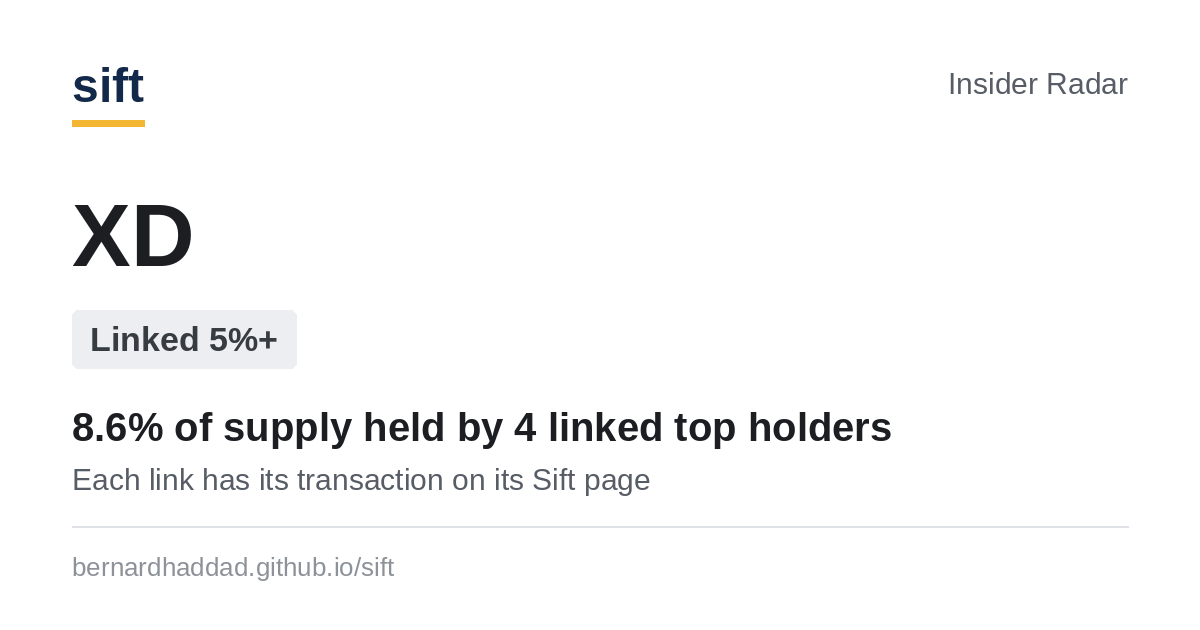 sift
Insider Radar
XD
Linked 5%+
8.6% of supply held by 4 linked top holders
Each link has its transaction on its Sift page
bernardhaddad.github.io/sift